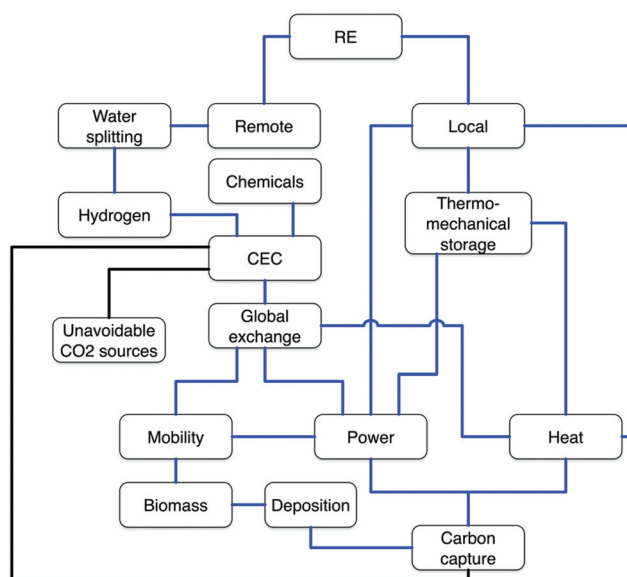 RE
Water
splitting
Remote
Local
Chemicals
Hydrogen
Thermo-
mechanical
storage
CEC
Global
exchange
Unavoidable
CO2 sources
Mobility
Power
Heat
Biomass
Deposition
Carbon
capture